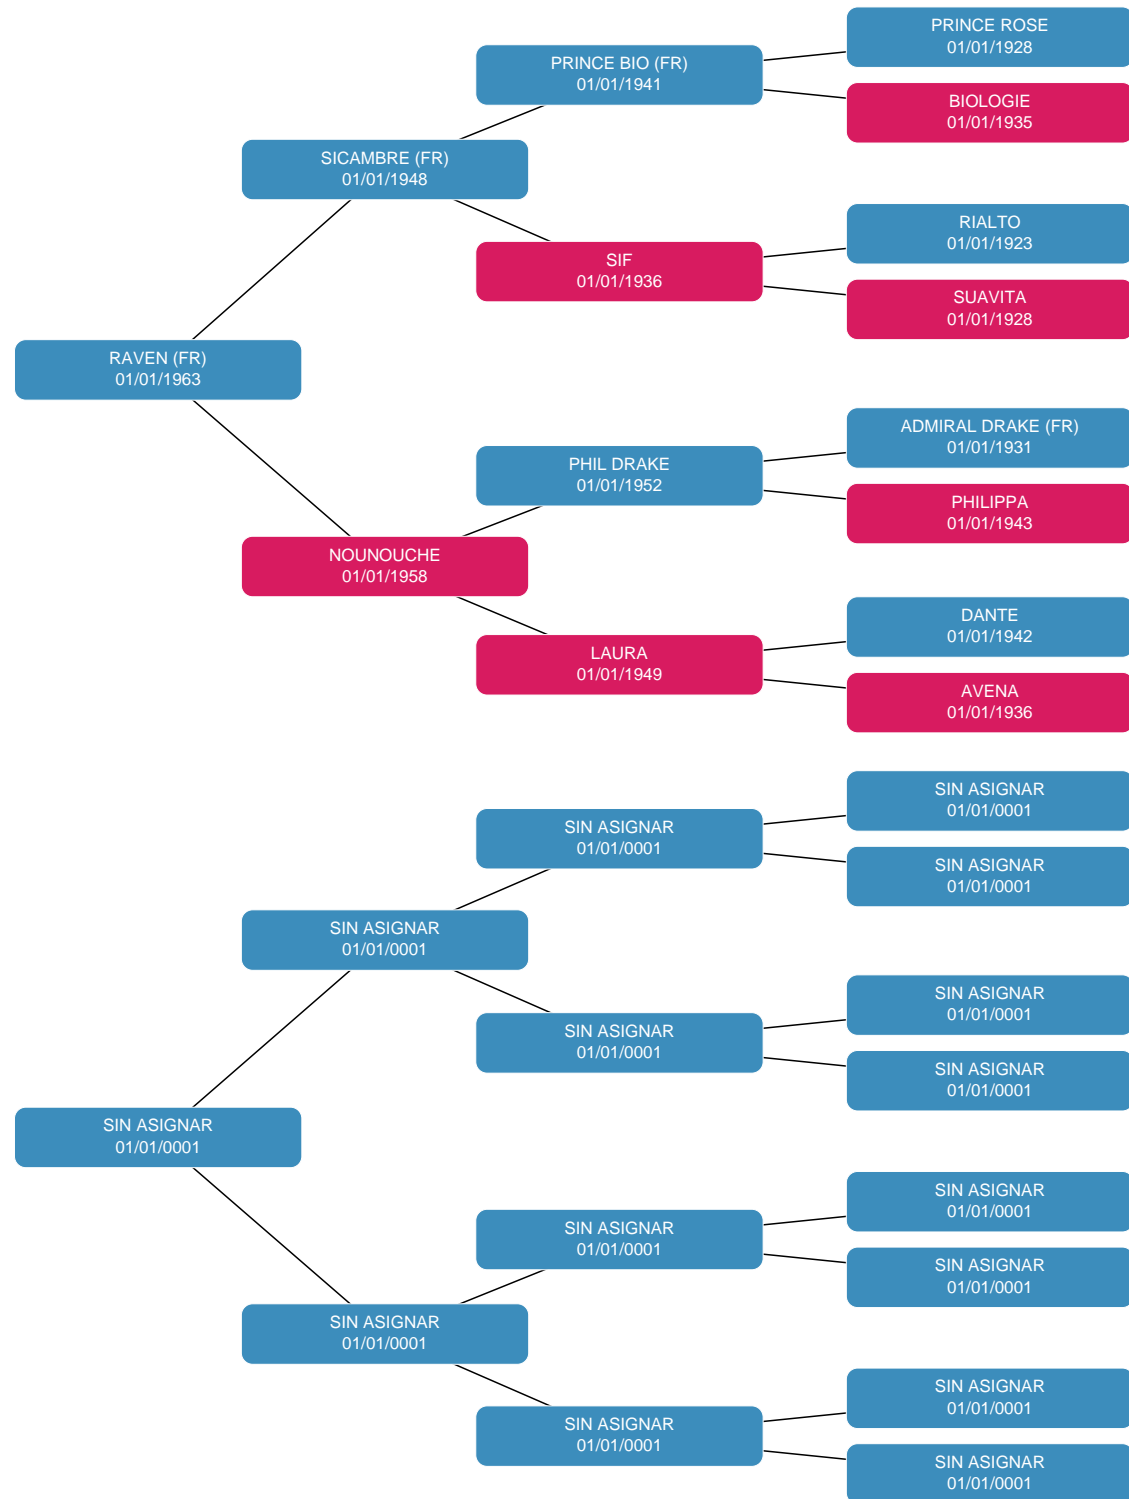 PRINCE ROSE
01/01/1928
PRINCE BIO (FR)
01/01/1941
BIOLOGIE
01/01/1935
SICAMBRE (FR)
01/01/1948
RIALTO
01/01/1923
SIF
01/01/1936
SUAVITA
01/01/1928
RAVEN (FR)
01/01/1963
ADMIRAL DRAKE (FR)
01/01/1931
PHIL DRAKE
01/01/1952
PHILIPPA
01/01/1943
NOUNOUCHE
01/01/1958
DANTE
01/01/1942
LAURA
01/01/1949
AVENA
01/01/1936
SIN ASIGNAR
01/01/0001
SIN ASIGNAR
01/01/0001
SIN ASIGNAR
01/01/0001
SIN ASIGNAR
01/01/0001
SIN ASIGNAR
01/01/0001
SIN ASIGNAR
01/01/0001
SIN ASIGNAR
01/01/0001
SIN ASIGNAR
01/01/0001
SIN ASIGNAR
01/01/0001
SIN ASIGNAR
01/01/0001
SIN ASIGNAR
01/01/0001
SIN ASIGNAR
01/01/0001
SIN ASIGNAR
01/01/0001
SIN ASIGNAR
01/01/0001
SIN ASIGNAR
01/01/0001